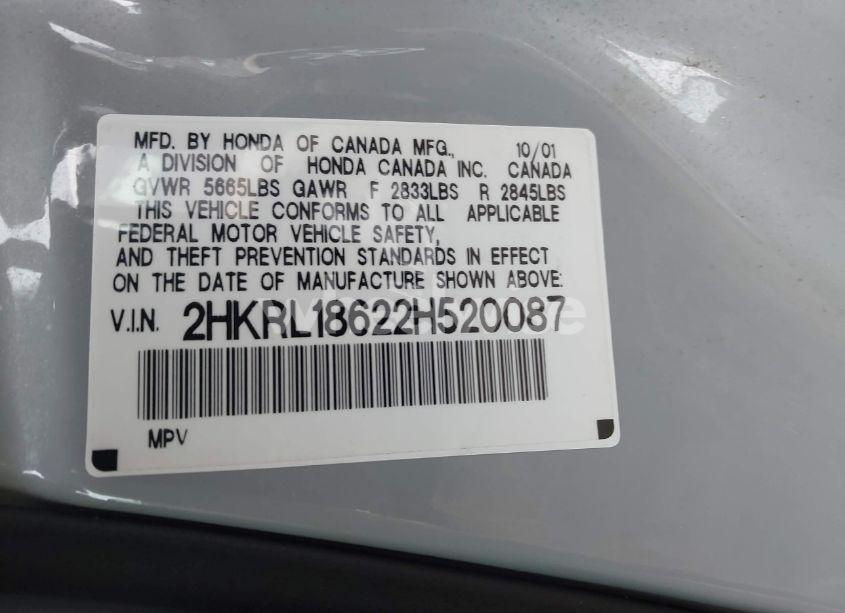 MFD. BY HONDA OF CANADA MFG., 10/01
A DIVISION OF HONDA CANADA INC. CANADA
GVWR 5665LBS GAWR F 2833LBS R 2845LBS
THIS VEHICLE CONFORMS TO ALL APPLICABLE
FEDERAL MOTOR VEHICLE SAFETY,
AND THEFT PREVENTION STANDARDS IN EFFECT
ON THE DATE OF MANUFACTURE SHOWN ABOVE:
V.I.N. 2HKRL18622H520087
MPV